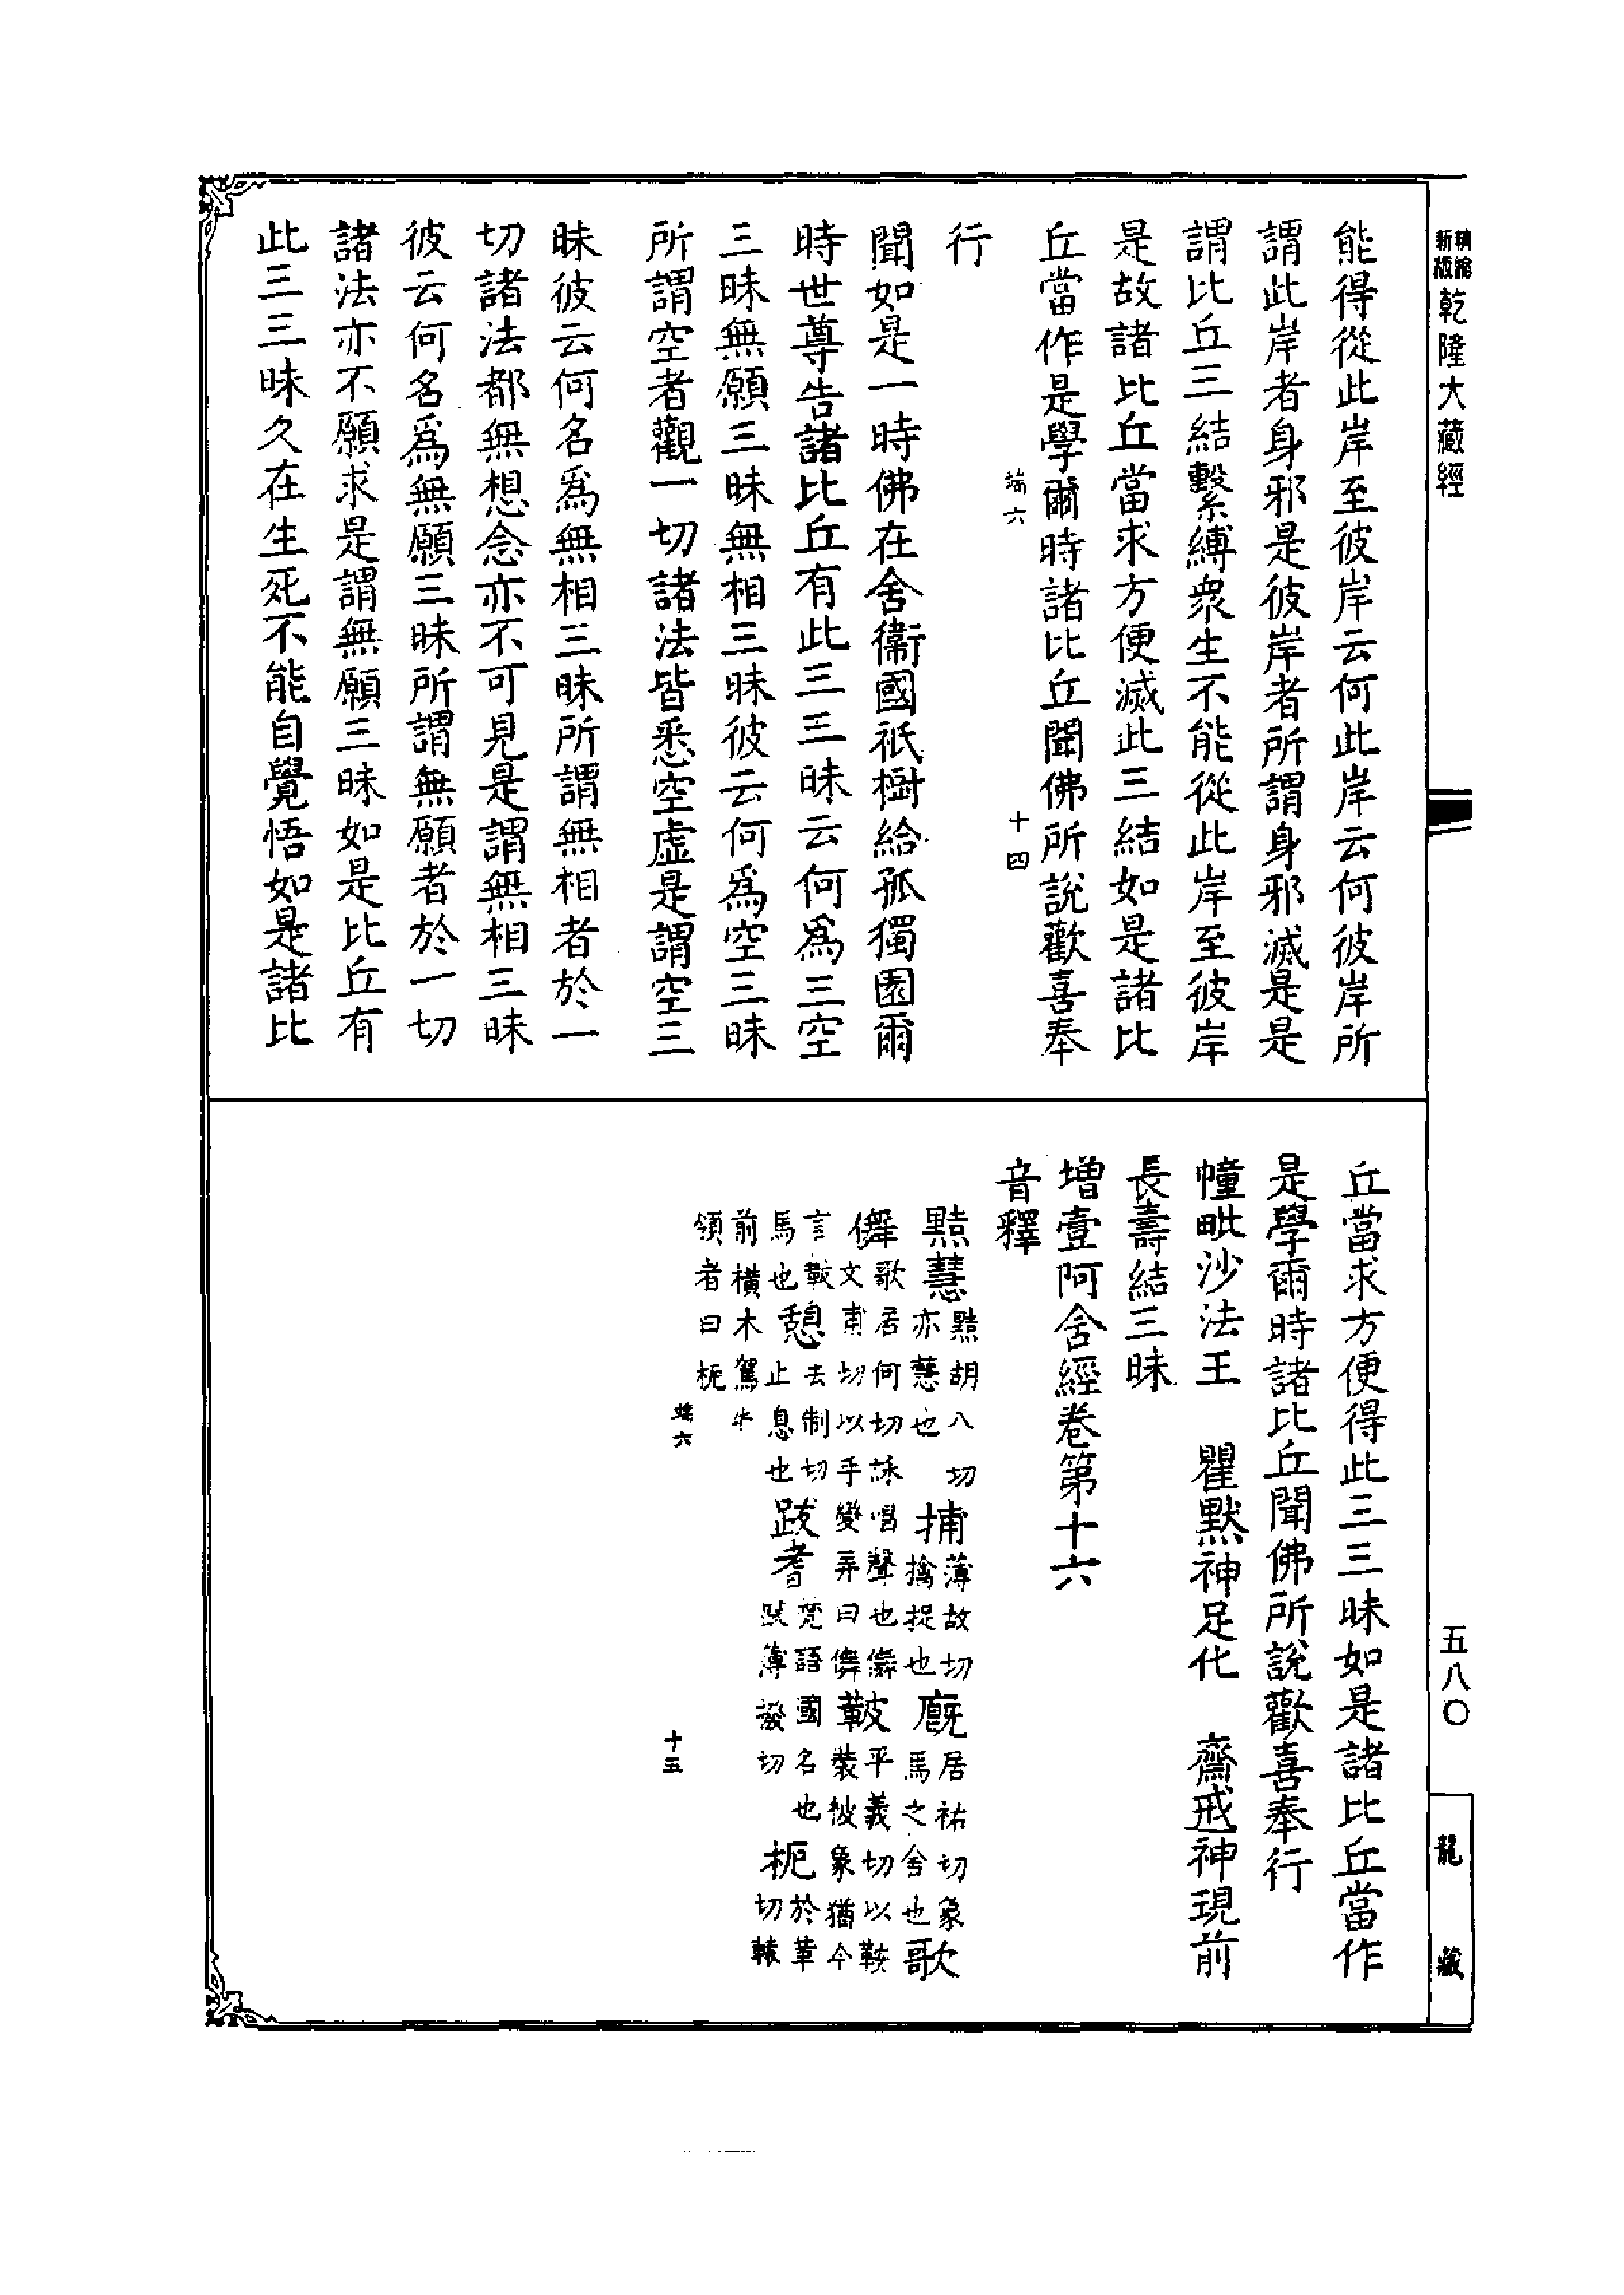 精縮
新版
乾隆大藏經
五八〇
龍藏
能得從此岸至彼岸云何此岸云何彼岸所
謂此岸者身邪是彼岸者所謂身邪滅是是
謂比丘三結繫縛衆生不能從此岸至彼岸
是故諸比丘當求方便滅此三結如是諸比
丘當作是學爾時諸比丘聞佛所說歡喜奉
端六
十四
行
聞如是一時佛在舍衞國祇樹給孤獨園爾
時世尊告諸比丘有此三三昧云何爲三空
三昧無願三昧無相三昧彼云何爲空三昧
所謂空者觀一切諸法皆悉空虛是謂空三
昧彼云何名爲無相三昧所謂無相者於一
切諸法都無想念亦不可見是謂無相三昧
彼云何名爲無願三昧所謂無願者於一切
諸法亦不願求是謂無願三昧如是比丘有
此三三昧久在生死不能自覺悟如是諸比
丘當求方便得此三三昧如是諸比丘當作
是學爾時諸比丘聞佛所說歡喜奉行
幢毗沙法王 瞿默神足化 齋戒神現前
長壽結三昧
增壹阿含經卷第十六
音釋
黠慧黠胡八切亦慧也 捕薄故切擒捉也 廐居祐切象馬之舍也 歌
儛歌居何切詠唱聲也儛文甫切以手變弄曰儛 鞁平義切以鞍裝被象猶今
言鞁馬也 憩去制切止息也 跋耆梵語國名也跋薄撥切 枙於革切轅
前橫木駕牛領者曰枙
端六
十五